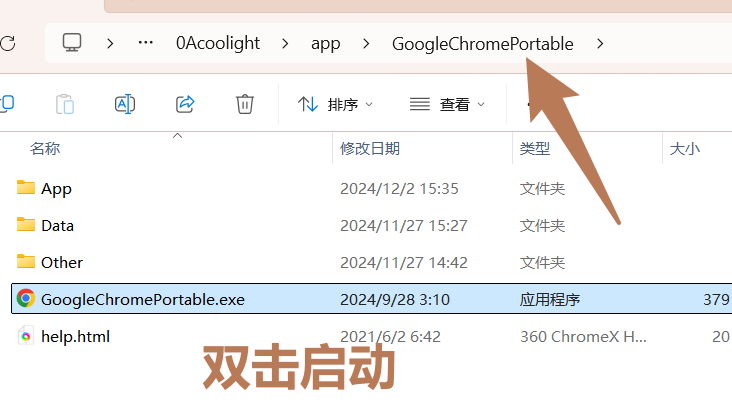 ··· 0Acoolight app GoogleChromePortable
排序 查看
名称 修改日期 类型 大小
App 2024/12/2 15:35 文件夹
Data 2024/11/27 15:27 文件夹
Other 2024/11/27 14:42 文件夹
GoogleChromePortable.exe 2024/9/28 3:10 应用程序 379
help.html 2021/6/2 6:42 360 ChromeX H... 20
双击启动